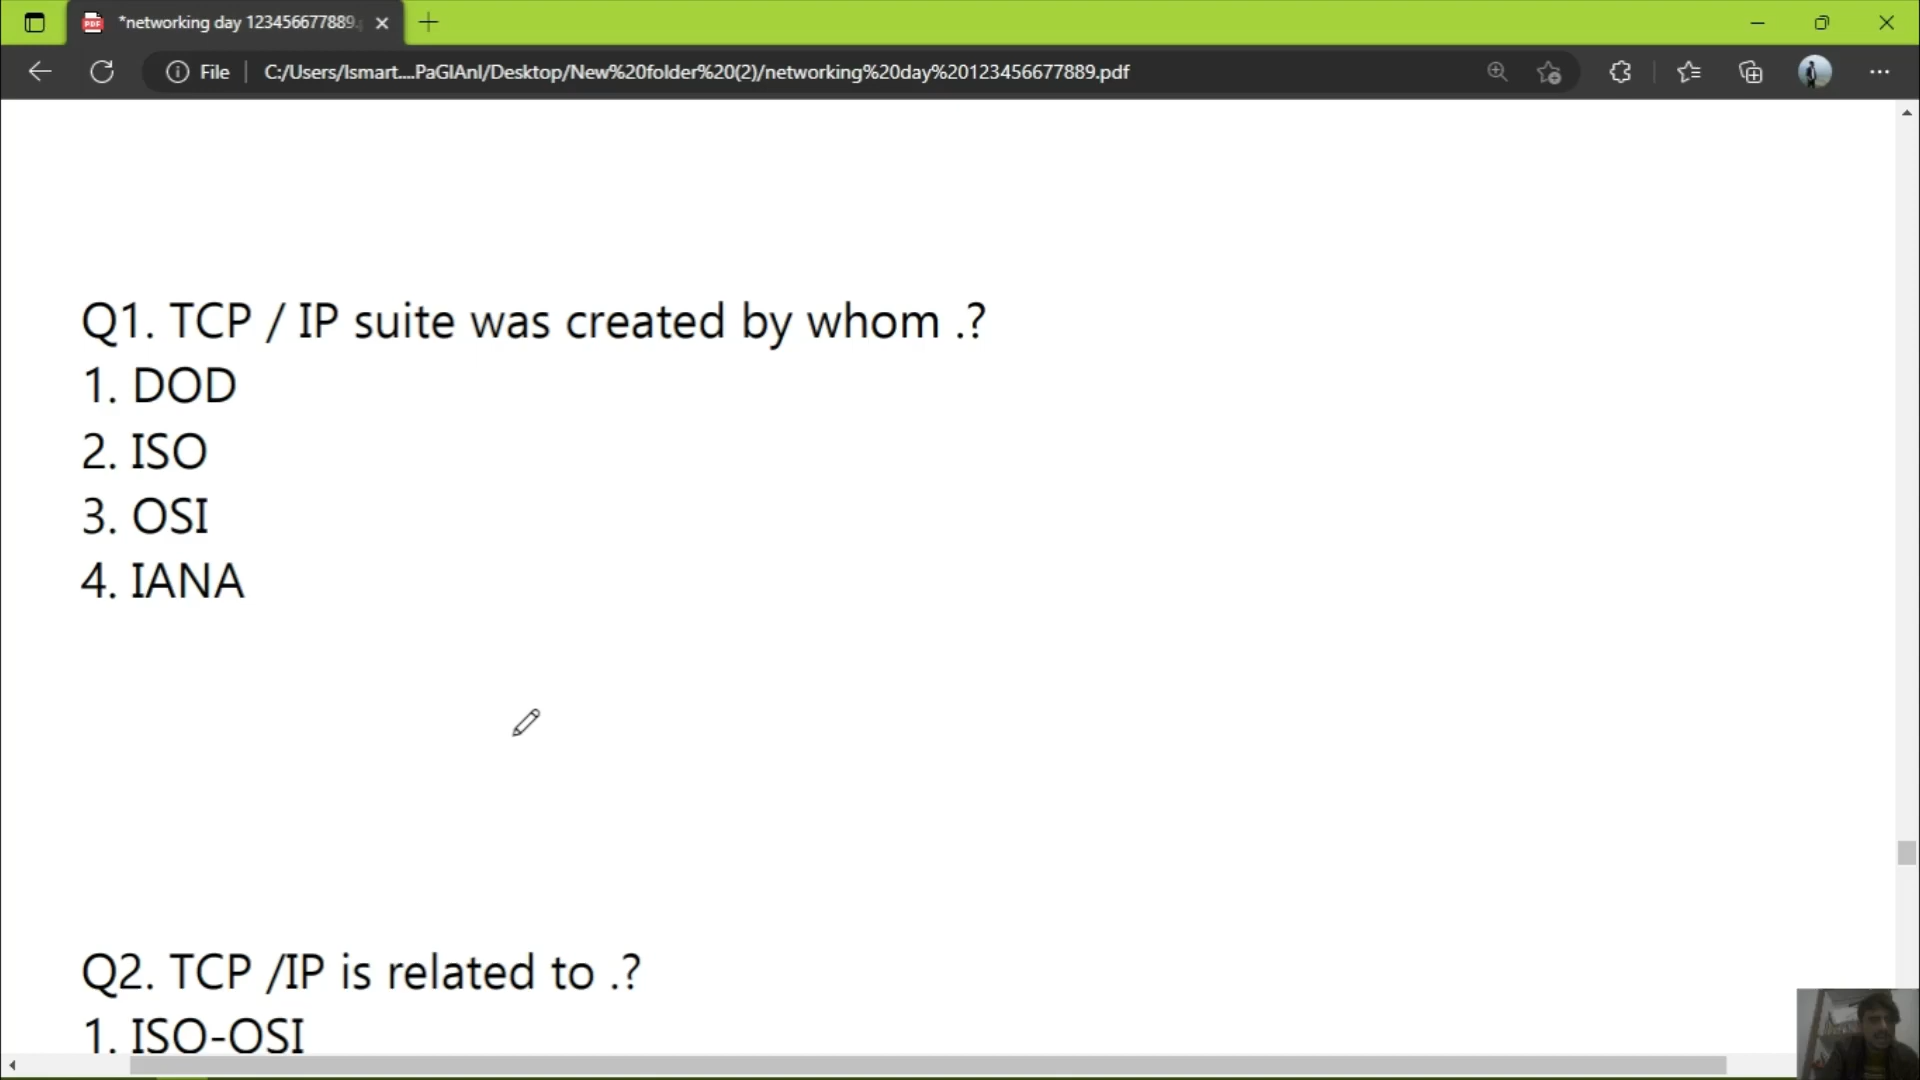 *networking day 123456677889.
File
C:/Users/Ismart....PaGIAnI/Desktop/New%20folder%20(2)/networking%20day%20123456677889.pdf
Q1. TCP / IP suite was created by whom .?
1. DOD
2. ISO
3. OSI
4. IANA
Q2. TCP /IP is related to .?
1. ISO-OSI